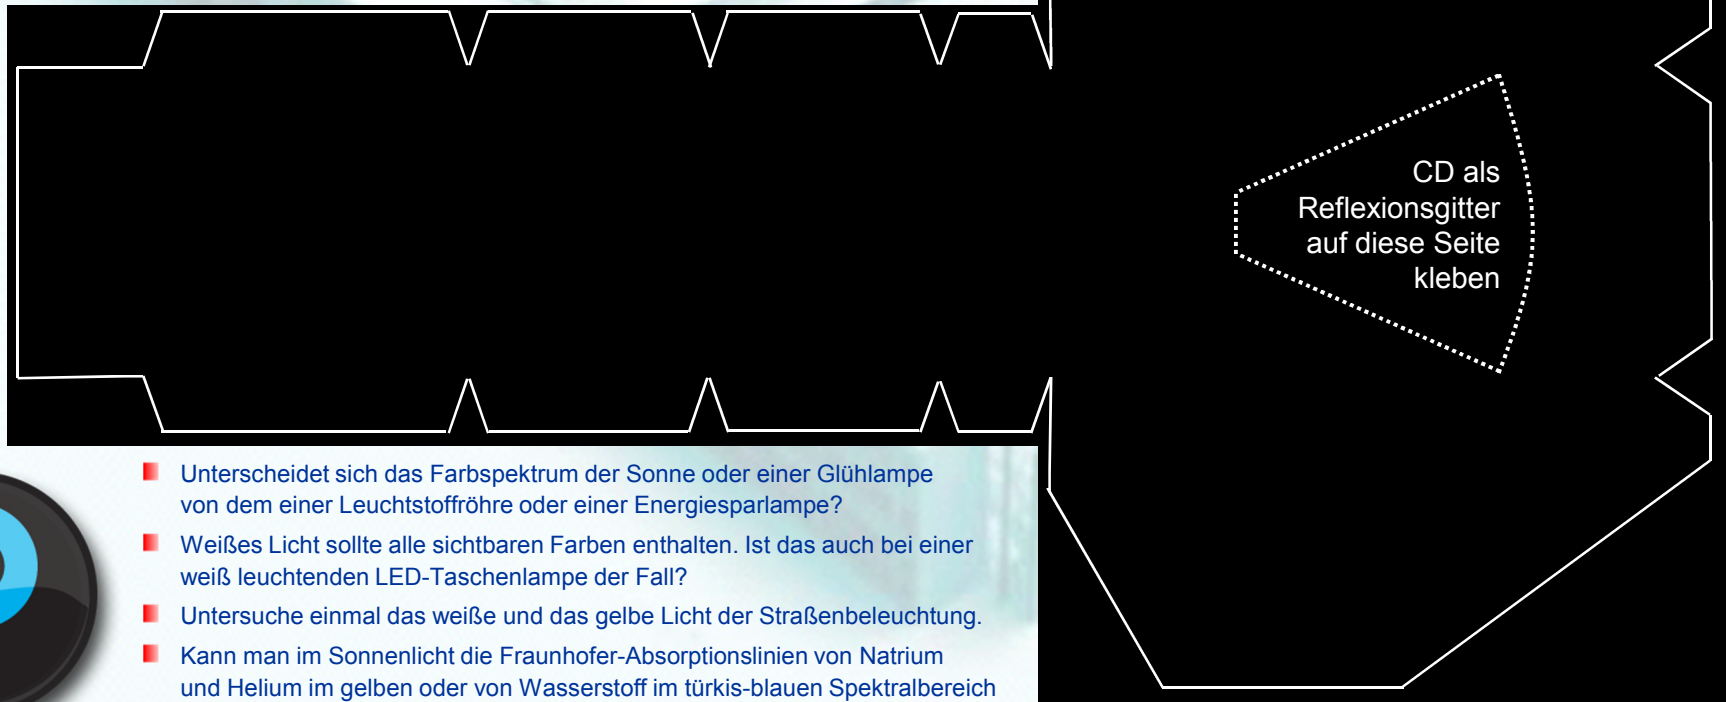 CD als
Reflexionsgitter
auf diese Seite
kleben
Unterscheidet sich das Farbspektrum der Sonne oder einer Glühlampe
von dem einer Leuchtstoffröhre oder einer Energiesparlampe?
Weißes Licht sollte alle sichtbaren Farben enthalten. Ist das auch bei einer
weiß leuchtenden LED-Taschenlampe der Fall?
Untersuche einmal das weiße und das gelbe Licht der Straßenbeleuchtung.
Kann man im Sonnenlicht die Fraunhofer-Absorptionslinien von Natrium
und Helium im gelben oder von Wasserstoff im türkis-blauen Spektralbereich